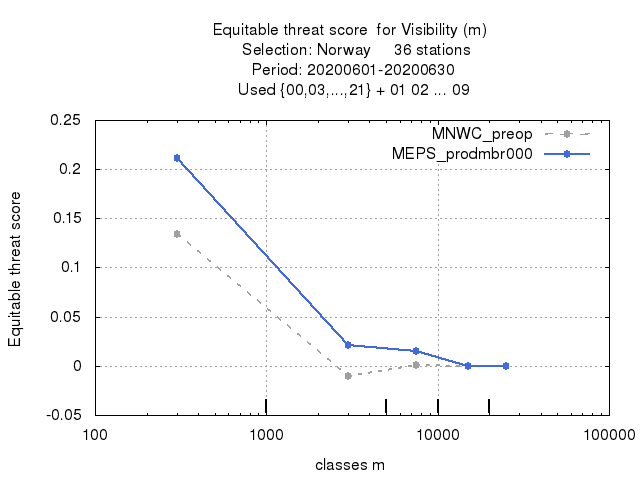 Equitable threat score  for Visibility (m)
Selection: Norway     36 stations
Period: 20200601-20200630
Used {00,03,...,21} + 01 02 ... 09
MNWC_preop
MEPS_prodmbr000
0.25
0.2
0.15
0.1
0.05
0
-0.05
Equitable threat score
100
1000
10000
100000
classes m